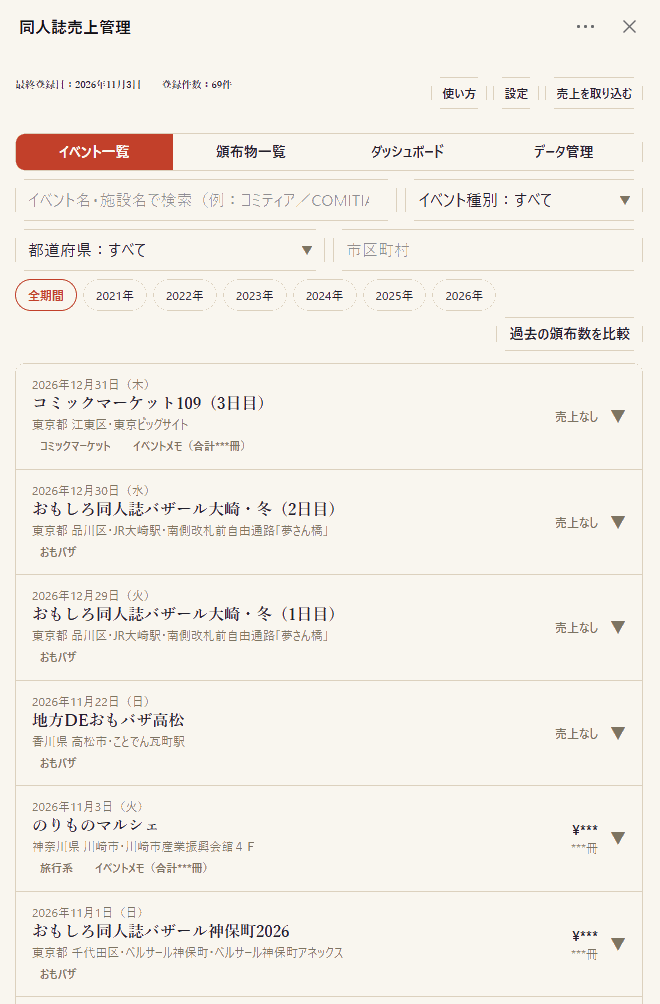 同人誌売上管理
最終登録日：2026年11月3日　登録件数：69件
使い方　設定　売上を取り込む
イベント一覧　頒布物一覧　ダッシュボード　データ管理
イベント名・施設名で検索（例：コミティア／COMITIA
イベント種別：すべて ▼
都道府県：すべて ▼
市区町村
全期間　2021年　2022年　2023年　2024年　2025年　2026年
過去の頒布数を比較
2026年12月31日（木）
コミックマーケット109（3日目）
東京都 江東区・東京ビッグサイト
コミックマーケット　イベントメモ（合計***冊）
売上なし ▼
2026年12月30日（水）
おもしろ同人誌バザール大崎・冬（2日目）
東京都 品川区・JR大崎駅・南側改札前自由通路「夢さん橋」
おもバザ
売上なし ▼
2026年12月29日（火）
おもしろ同人誌バザール大崎・冬（1日目）
東京都 品川区・JR大崎駅・南側改札前自由通路「夢さん橋」
おもバザ
売上なし ▼
2026年11月22日（日）
地方DEおもバザ高松
香川県 高松市・ことでん瓦町駅
おもバザ
売上なし ▼
2026年11月3日（火）
のりものマルシェ
神奈川県 川崎市・川崎市産業振興会館４Ｆ
旅行系　イベントメモ（合計***冊）
¥***
***冊 ▼
2026年11月1日（日）
おもしろ同人誌バザール神保町2026
東京都 千代田区・ベルサール神保町・ベルサール神保町アネックス
おもバザ
¥***
***冊 ▼